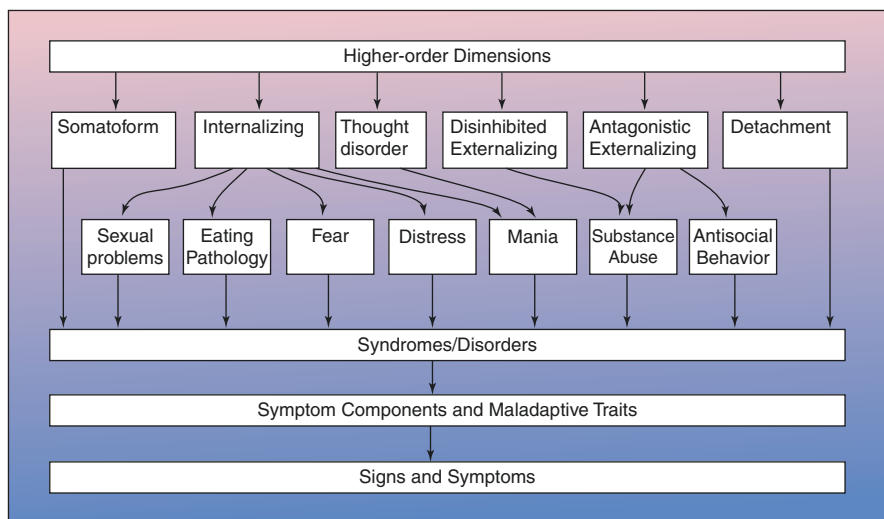 Higher-order Dimensions
Somatoform
Internalizing
Thought
disorder
Disinhibited
Externalizing
Antagonistic
Externalizing
Detachment
Sexual
problems
Eating
Pathology
Fear
Distress
Mania
Substance
Abuse
Antisocial
Behavior
Syndromes/Disorders
Symptom Components and Maladaptive Traits
Signs and Symptoms